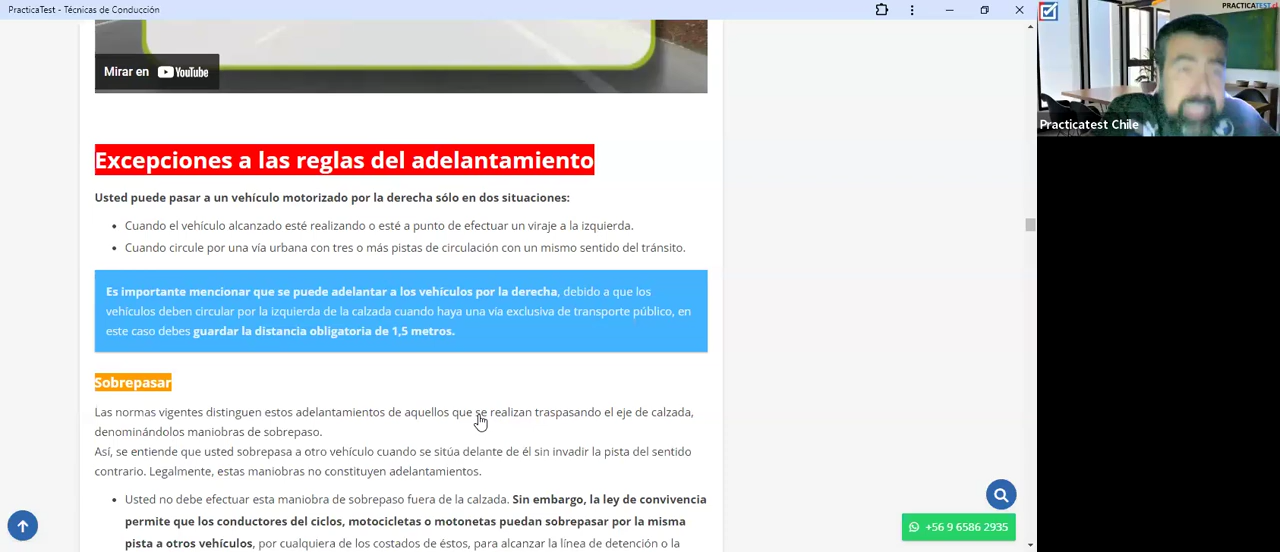 PracticaTest - Técnicas de Conducción
PRACTICATEST.cl
Mirar en YouTube
Practicatest Chile
Excepciones a las reglas del adelantamiento
Usted puede pasar a un vehículo motorizado por la derecha sólo en dos situaciones:
• Cuando el vehículo alcanzado esté realizando o esté a punto de efectuar un viraje a la izquierda.
• Cuando circule por una vía urbana con tres o más pistas de circulación con un mismo sentido del tránsito.
Es importante mencionar que se puede adelantar a los vehículos por la derecha, debido a que los
vehículos deben circular por la izquierda de la calzada cuando haya una vía exclusiva de transporte público, en
este caso debes guardar la distancia obligatoria de 1,5 metros.
Sobrepasar
Las normas vigentes distinguen estos adelantamientos de aquellos que se realizan traspasando el eje de calzada,
denominándolos maniobras de sobrepaso.
Así, se entiende que usted sobrepasa a otro vehículo cuando se sitúa delante de él sin invadir la pista del sentido
contrario. Legalmente, estas maniobras no constituyen adelantamientos.
• Usted no debe efectuar esta maniobra de sobrepaso fuera de la calzada. Sin embargo, la ley de convivencia
permite que los conductores del ciclos, motocicletas o motonetas puedan sobrepasar por la misma
pista a otros vehículos, por cualquiera de los costados de éstos, para alcanzar la línea de detención o la
+56 9 6586 2935